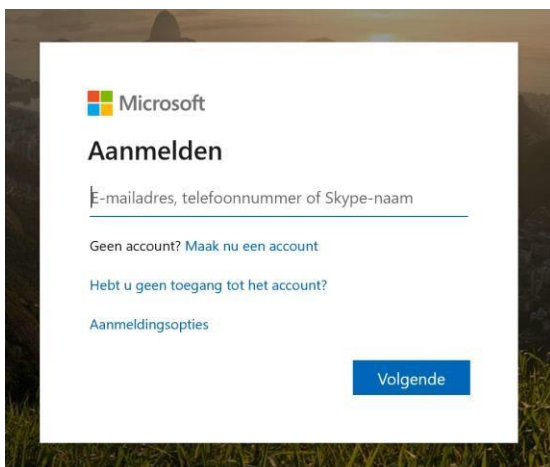 Microsoft
Aanmelden
E-mailadres, telefoonnummer of Skype-naam
Geen account? Maak nu een account
Hebt u geen toegang tot het account?
Aanmeldingsopties
Volgende